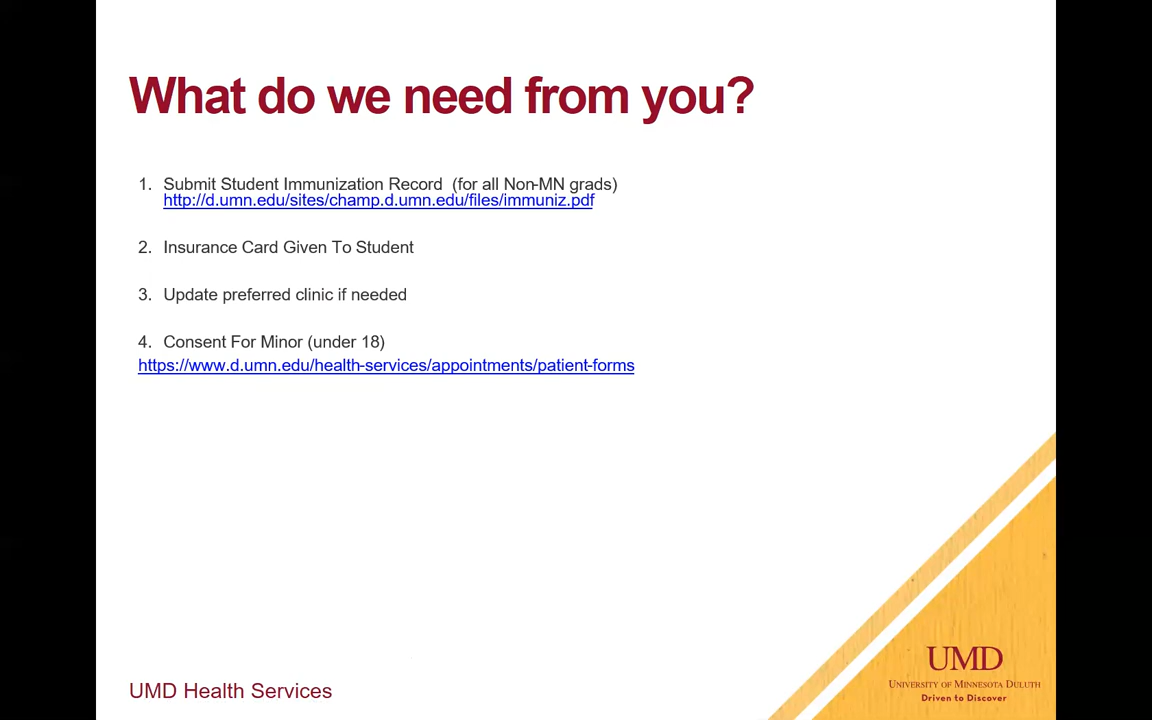 What do we need from you?
1. Submit Student Immunization Record (for all Non-MN grads)
http://d.umn.edu/sites/champ.d.umn.edu/files/immuniz.pdf
2. Insurance Card Given To Student
3. Update preferred clinic if needed
4. Consent For Minor (under 18)
https://www.d.umn.edu/health-services/appointments/patient-forms
UMD Health Services
UMD
UNIVERSITY OF MINNESOTA DULUTH
Driven to Discover